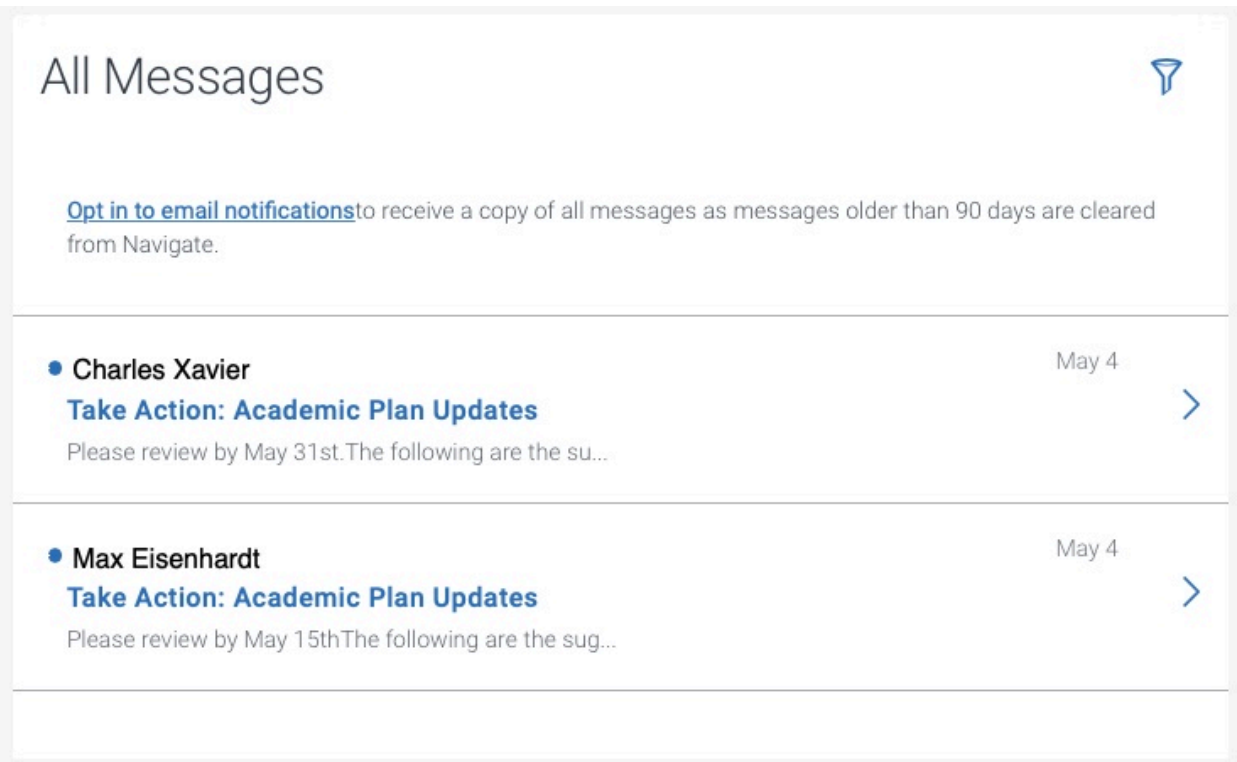 All Messages
Opt in to email notificationsto receive a copy of all messages as messages older than 90 days are cleared
from Navigate.
Charles Xavier
May 4
Take Action: Academic Plan Updates
Please review by May 31st.The following are the su...
Max Eisenhardt
May 4
Take Action: Academic Plan Updates
Please review by May 15thThe following are the sug...